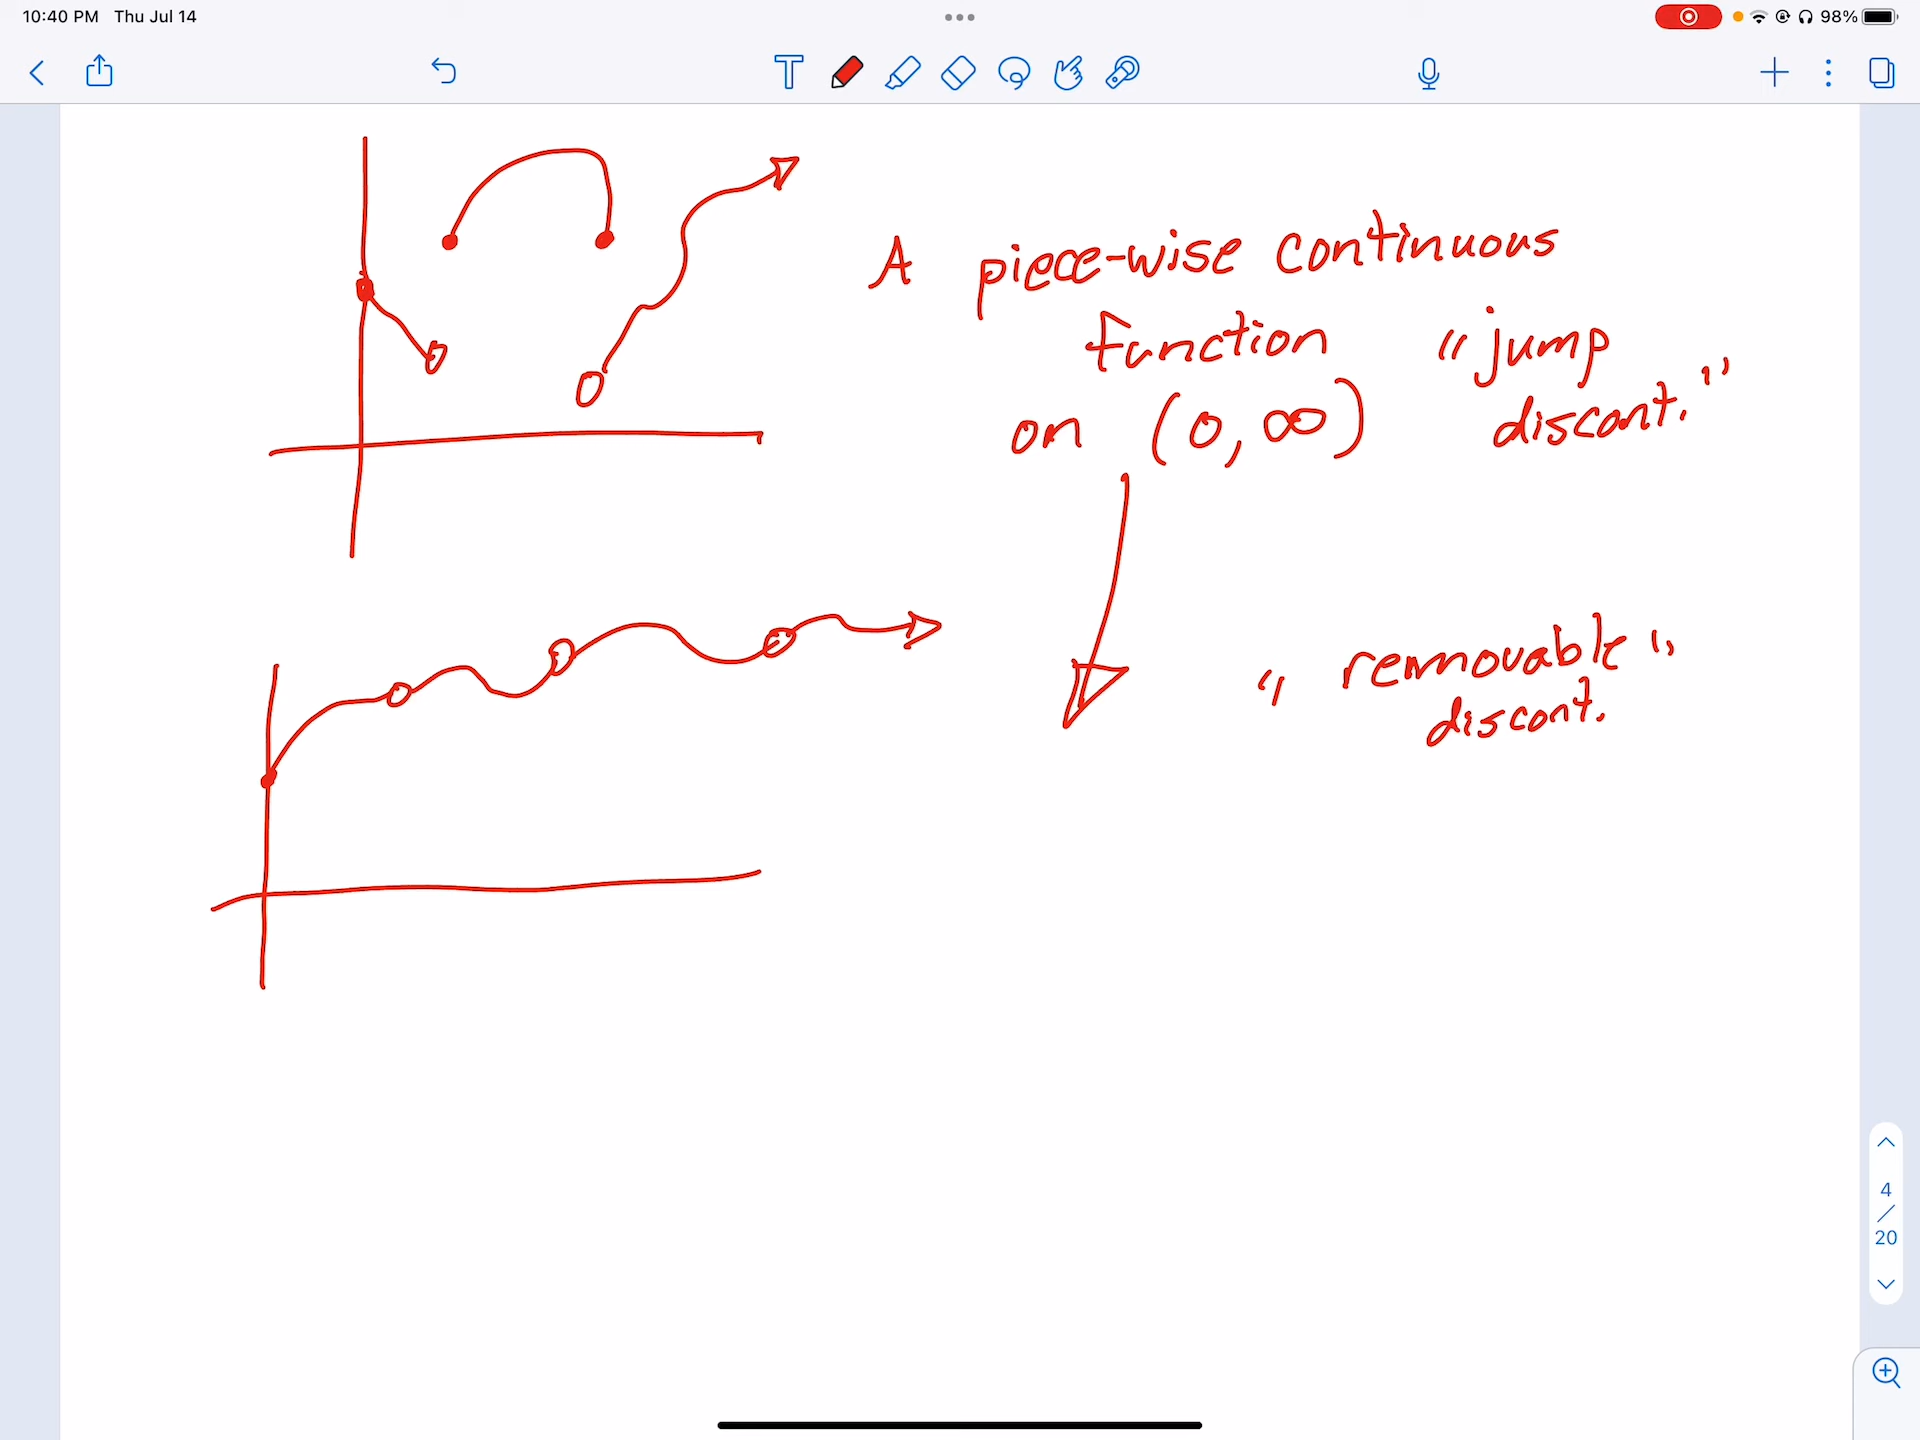 10:40 PM Thu Jul 14
98%
T
A piece-wise continuous
function "jump
on (0, ∞) discont."
"removable"
discont.
4
/
20